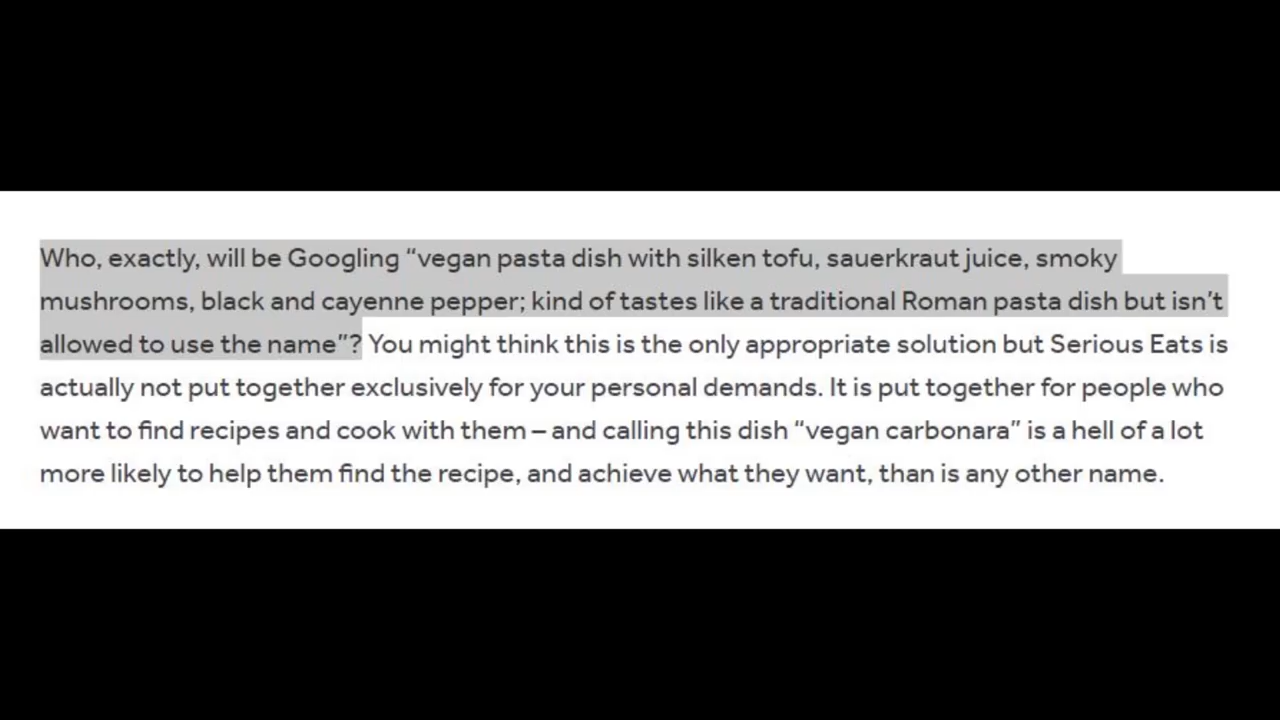 Who, exactly, will be Googling “vegan pasta dish with silken tofu, sauerkraut juice, smoky
mushrooms, black and cayenne pepper; kind of tastes like a traditional Roman pasta dish but isn’t
allowed to use the name”? You might think this is the only appropriate solution but Serious Eats is
actually not put together exclusively for your personal demands. It is put together for people who
want to find recipes and cook with them – and calling this dish “vegan carbonara” is a hell of a lot
more likely to help them find the recipe, and achieve what they want, than is any other name.